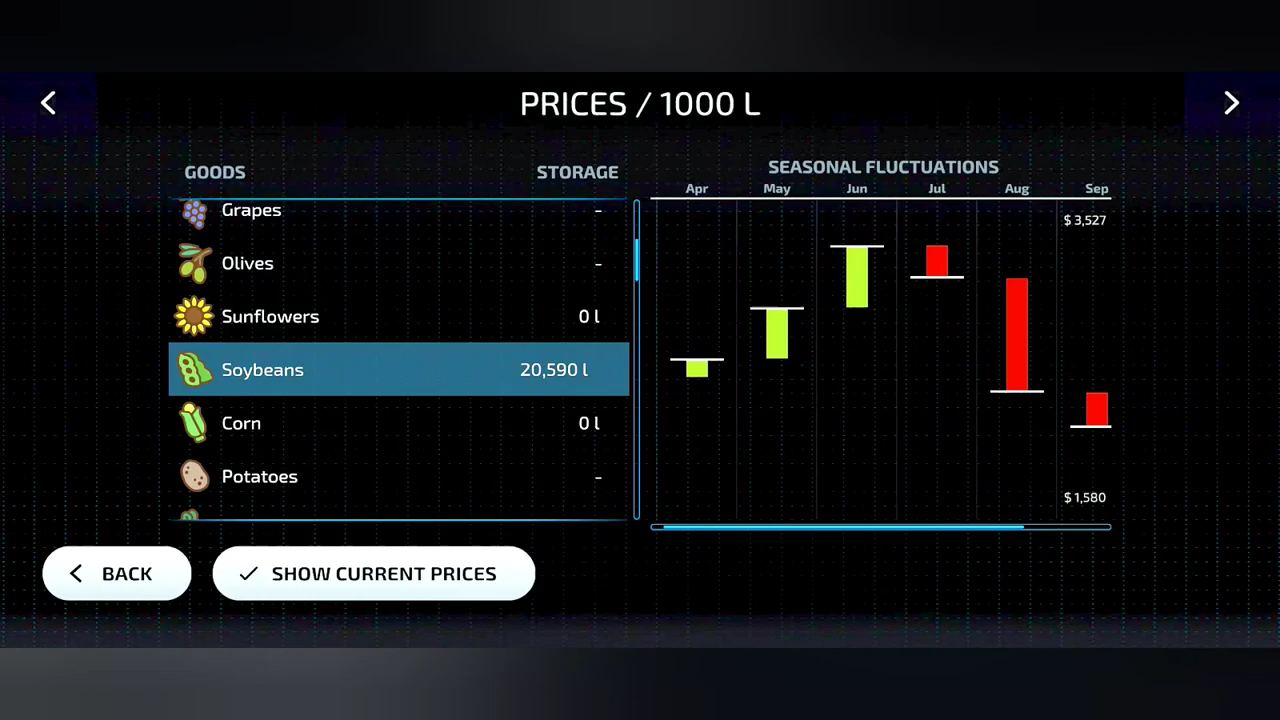 PRICES / 1000 L
GOODS STORAGE
Grapes -
Olives -
Sunflowers 0 l
Soybeans 20,590 l
Corn 0 l
Potatoes -
SEASONAL FLUCTUATIONS
Apr May Jun Jul Aug Sep
$ 3,527
$ 1,580
BACK
SHOW CURRENT PRICES